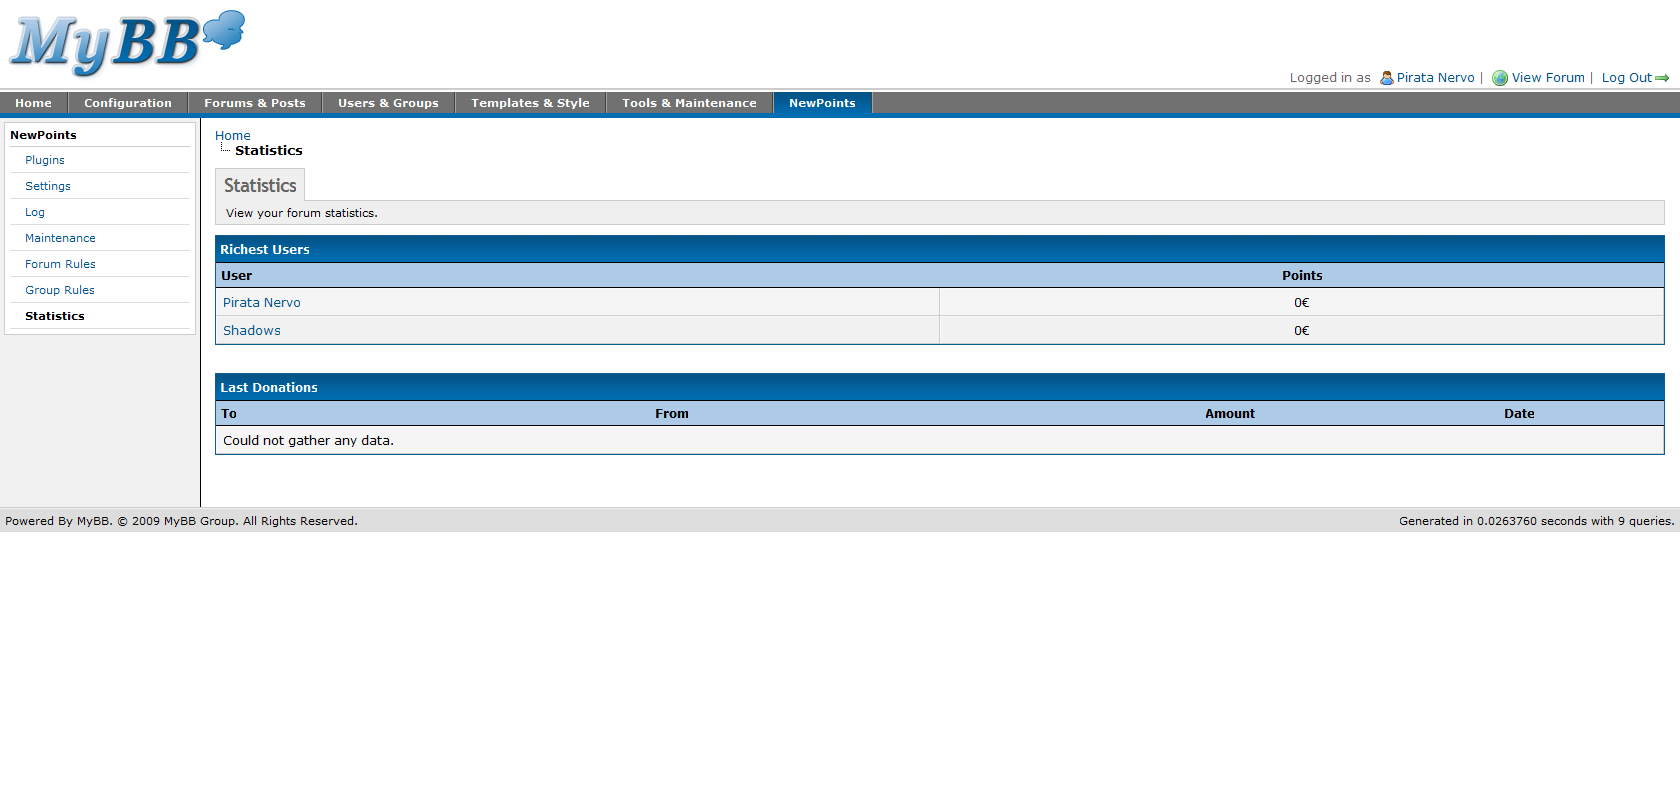 MyBB
Logged in as Pirata Nervo | View Forum | Log Out
Home Configuration Forums & Posts Users & Groups Templates & Style Tools & Maintenance NewPoints
NewPoints
Plugins
Settings
Log
Maintenance
Forum Rules
Group Rules
Statistics
Home
Statistics
Statistics
View your forum statistics.
Richest Users
User Points
Pirata Nervo 0€
Shadows 0€
Last Donations
To From Amount Date
Could not gather any data.
Powered By MyBB. © 2009 MyBB Group. All Rights Reserved. Generated in 0.0263760 seconds with 9 queries.